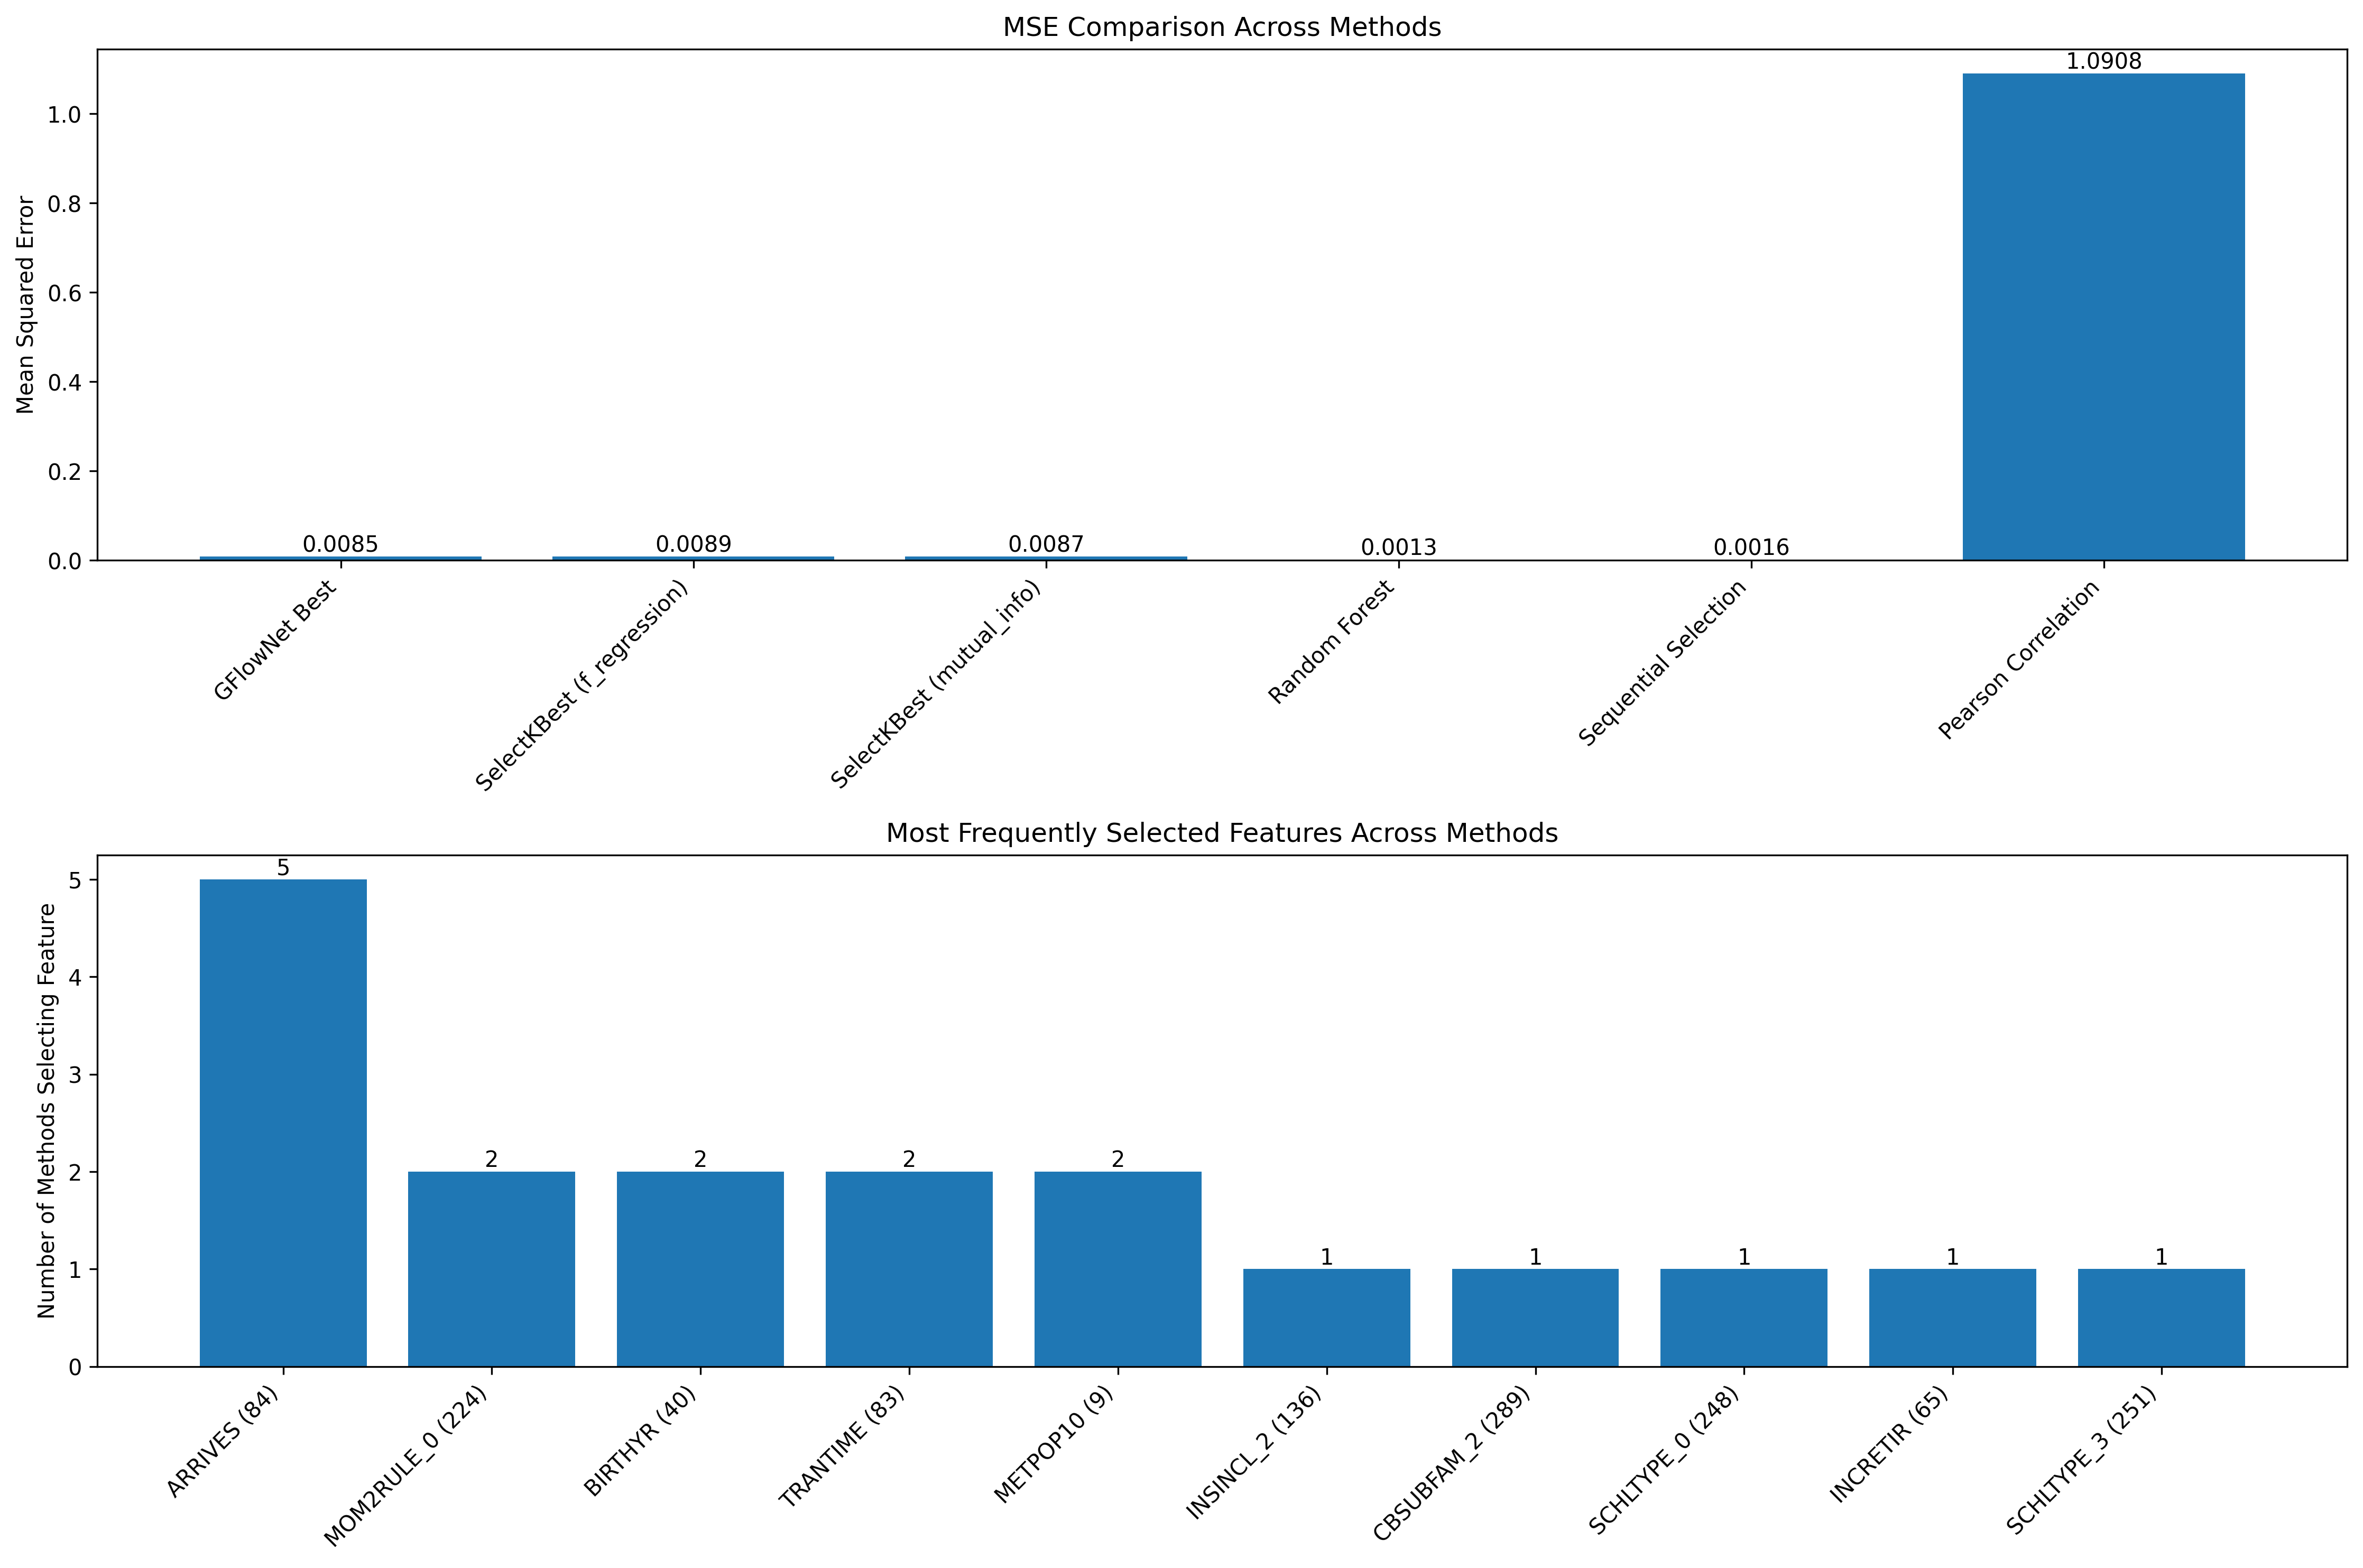 MSE Comparison Across Methods
Mean Squared Error
1.0
0.8
0.6
0.4
0.2
0.0
0.0085
0.0089
0.0087
0.0013
0.0016
1.0908
GFlowNet Best
SelectKBest (f_regression)
SelectKBest (mutual_info)
Random Forest
Sequential Selection
Pearson Correlation
Most Frequently Selected Features Across Methods
Number of Methods Selecting Feature
5
4
3
2
1
0
5
2
2
2
2
1
1
1
1
1
ARRIVES (84)
MOM2RULE_0 (224)
BIRTHYR (40)
TRANTIME (83)
METPOP10 (9)
INSINCL_2 (136)
CBSUBFAM_2 (289)
SCHLTYPE_0 (248)
INCRETIR (65)
SCHLTYPE_3 (251)